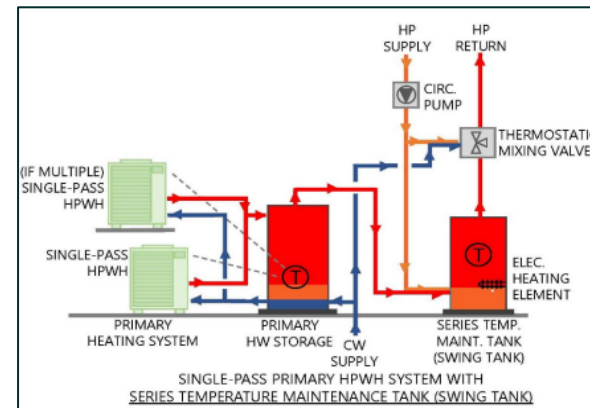 HP
SUPPLY
HP
RETURN
CIRC.
PUMP
THERMOSTATIC
MIXING VALVE
(IF MULTIPLE)
SINGLE-PASS
HPWH
SINGLE-PASS
HPWH
T
T
ELEC.
HEATING
ELEMENT
PRIMARY
HEATING SYSTEM
PRIMARY
HW STORAGE
CW
SUPPLY
SERIES TEMP.
MAINT. TANK
(SWING TANK)
SINGLE-PASS PRIMARY HPWH SYSTEM WITH
SERIES TEMPERATURE MAINTENANCE TANK (SWING TANK)